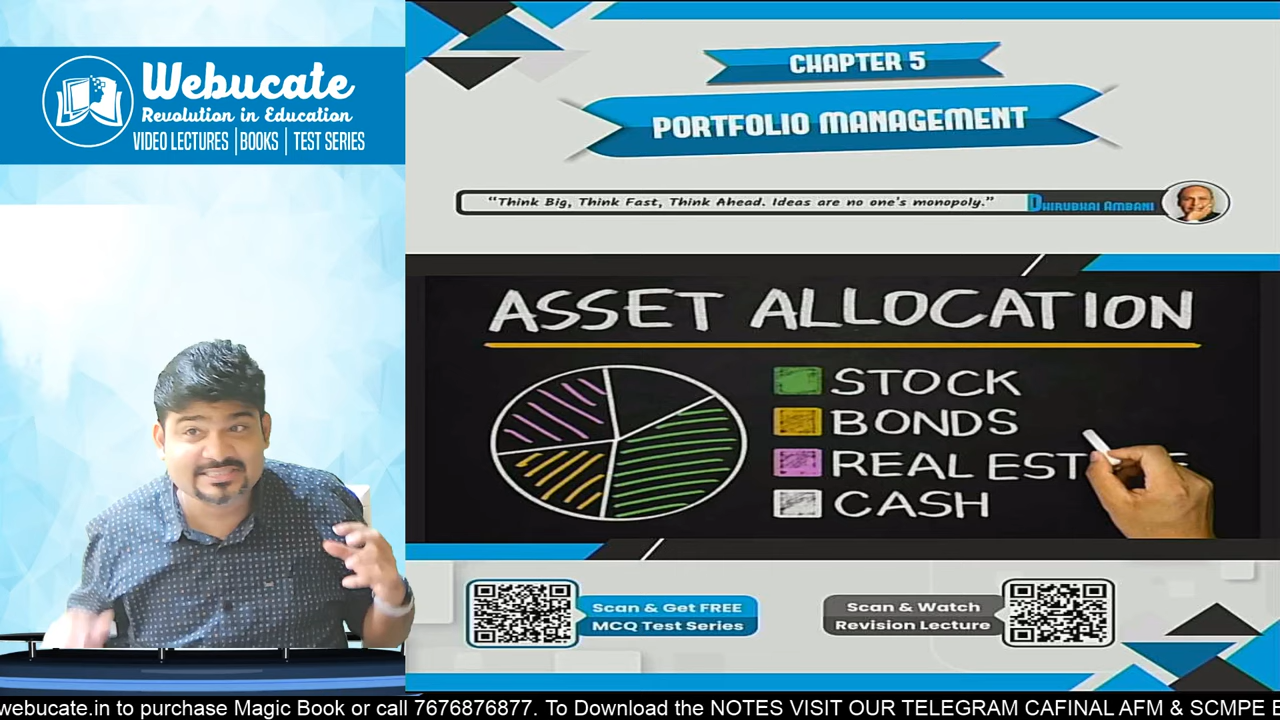 Webucate
Revolution in Education
VIDEO LECTURES | BOOKS | TEST SERIES
CHAPTER 5
PORTFOLIO MANAGEMENT
“Think Big, Think Fast, Think Ahead. Ideas are no one's monopoly.”
DHIRUBHAI AMBANI
ASSET ALLOCATION
STOCK
BONDS
REAL EST
CASH
Scan & Get FREE
MCQ Test Series
Scan & Watch
Revision Lecture
webucate.in to purchase Magic Book or call 7676876877. To Download the NOTES VISIT OUR TELEGRAM CAFINAL AFM & SCMPE